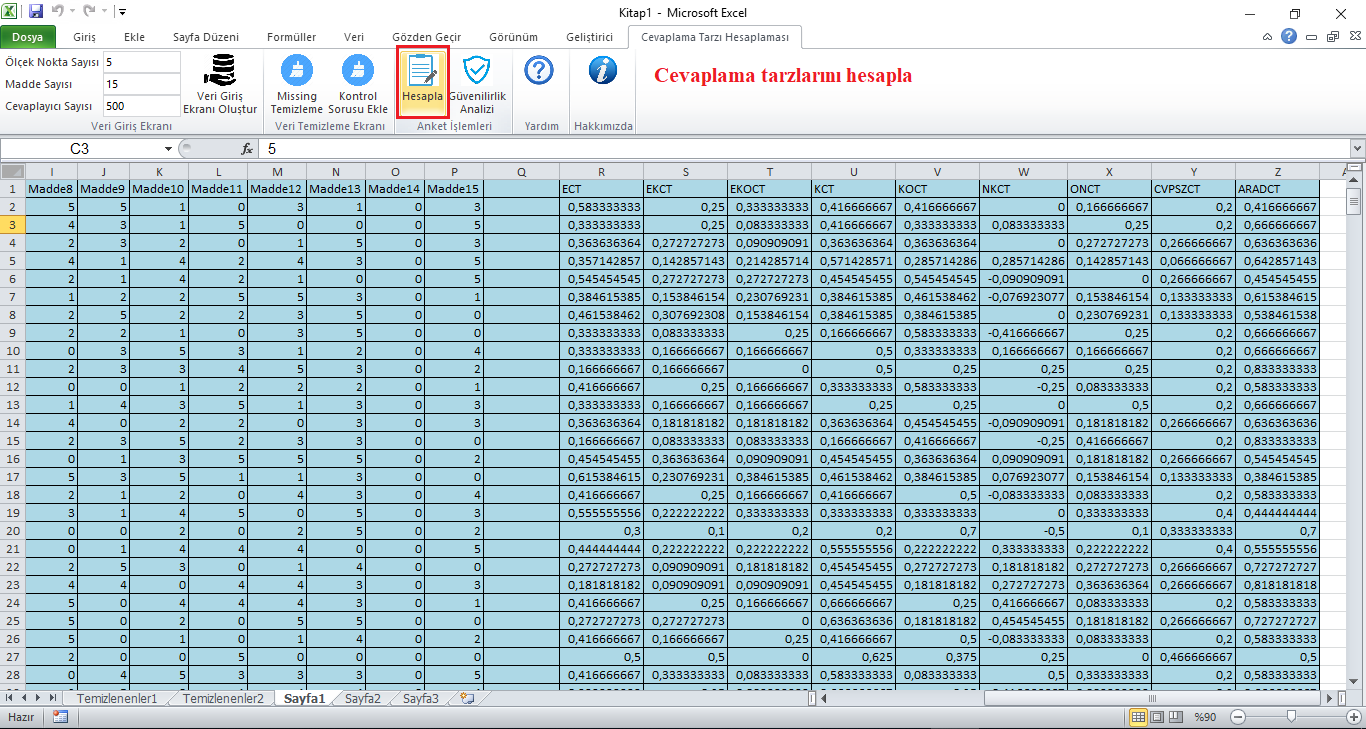 Kitap1 - Microsoft Excel
Dosya Giriş Ekle Sayfa Düzeni Formüller Veri Gözden Geçir Görünüm Geliştirici Cevaplama Tarzı Hesaplaması
Ölçek Nokta Sayısı 5
Madde Sayısı 15
Cevaplayıcı Sayısı 500
Veri Giriş Ekranı Oluştur
Veri Giriş Ekranı
Missing Temizleme
Kontrol Sorusu Ekle
Veri Temizleme Ekranı
Hesapla
Güvenilirlik Analizi
Anket İşlemleri
Yardım
Hakkımızda
Cevaplama tarzlarını hesapla
C3 fx 5
I J K L M N O P Q R S T U V W X Y Z
1 Madde8 Madde9 Madde10 Madde11 Madde12 Madde13 Madde14 Madde15 ECT EKCT EKOCT KCT KOCT NKCT ONCT CVPSZCT ARADCT
2 5 5 1 0 3 1 0 3 0,583333333 0,25 0,333333333 0,416666667 0,416666667 0 0,166666667 0,2 0,416666667
3 4 3 1 5 0 0 0 5 0,333333333 0,25 0,083333333 0,416666667 0,333333333 0,083333333 0,25 0,2 0,666666667
4 2 3 2 0 1 5 0 3 0,363636364 0,272727273 0,090909091 0,363636364 0,363636364 0 0,272727273 0,266666667 0,636363636
5 4 1 4 2 4 3 0 5 0,357142857 0,142857143 0,214285714 0,571428571 0,285714286 0,285714286 0,142857143 0,066666667 0,642857143
6 2 1 4 2 1 0 0 5 0,545454545 0,272727273 0,272727273 0,454545455 0,545454545 -0,090909091 0 0,266666667 0,454545455
7 1 2 2 5 5 3 0 1 0,384615385 0,153846154 0,230769231 0,384615385 0,461538462 -0,076923077 0,153846154 0,133333333 0,615384615
8 2 5 2 2 3 5 0 0 0,461538462 0,307692308 0,153846154 0,384615385 0,384615385 0 0,230769231 0,133333333 0,538461538
9 2 2 1 0 3 5 0 0 0,333333333 0,083333333 0,25 0,166666667 0,583333333 -0,416666667 0,25 0,2 0,666666667
10 0 3 5 3 1 2 0 4 0,333333333 0,166666667 0,166666667 0,5 0,333333333 0,166666667 0,166666667 0,2 0,666666667
11 2 3 3 4 5 3 0 2 0,166666667 0,166666667 0 0,5 0,25 0,25 0,25 0,2 0,833333333
12 0 0 1 2 2 2 0 1 0,416666667 0,25 0,166666667 0,333333333 0,583333333 -0,25 0,083333333 0,2 0,583333333
13 1 4 3 5 1 3 0 3 0,333333333 0,166666667 0,166666667 0,25 0,25 0 0,5 0,2 0,666666667
14 4 0 2 2 0 3 0 3 0,363636364 0,181818182 0,181818182 0,363636364 0,454545455 -0,090909091 0,181818182 0,266666667 0,636363636
15 2 3 5 2 3 3 0 0 0,166666667 0,083333333 0,083333333 0,166666667 0,416666667 -0,25 0,416666667 0,2 0,833333333
16 0 1 3 5 5 5 0 2 0,454545455 0,363636364 0,090909091 0,454545455 0,363636364 0,090909091 0,181818182 0,266666667 0,545454545
17 5 3 5 1 1 3 0 4 0,615384615 0,230769231 0,384615385 0,461538462 0,384615385 0,076923077 0,153846154 0,133333333 0,384615385
18 2 1 2 0 4 3 0 4 0,416666667 0,25 0,166666667 0,416666667 0,5 -0,083333333 0,083333333 0,2 0,583333333
19 3 1 4 5 0 5 0 3 0,555555556 0,222222222 0,333333333 0,333333333 0,333333333 0 0,333333333 0,4 0,444444444
20 0 0 2 0 2 5 0 2 0,3 0,1 0,2 0,2 0,7 -0,5 0,1 0,333333333 0,7
21 0 1 4 4 4 0 0 5 0,444444444 0,222222222 0,222222222 0,555555556 0,222222222 0,333333333 0,222222222 0,4 0,555555556
22 2 5 3 0 1 4 0 0 0,272727273 0,090909091 0,181818182 0,454545455 0,272727273 0,181818182 0,272727273 0,266666667 0,727272727
23 4 4 0 4 4 3 0 3 0,181818182 0,090909091 0,090909091 0,454545455 0,181818182 0,272727273 0,363636364 0,266666667 0,818181818
24 5 0 4 4 4 3 0 1 0,416666667 0,25 0,166666667 0,666666667 0,25 0,416666667 0,083333333 0,2 0,583333333
25 5 0 2 0 5 5 0 0 0,272727273 0,272727273 0 0,636363636 0,181818182 0,454545455 0,181818182 0,266666667 0,727272727
26 5 0 1 0 1 4 0 2 0,416666667 0,166666667 0,25 0,416666667 0,5 -0,083333333 0,083333333 0,2 0,583333333
27 2 0 0 5 0 0 0 0 0,5 0,5 0 0,625 0,375 0,25 0 0,466666667 0,5
28 0 4 5 3 3 3 0 5 0,416666667 0,333333333 0,083333333 0,583333333 0,083333333 0,5 0,333333333 0,2 0,583333333
Temizlenenler1 Temizlenenler2 Sayfa1 Sayfa2 Sayfa3
Hazır %90